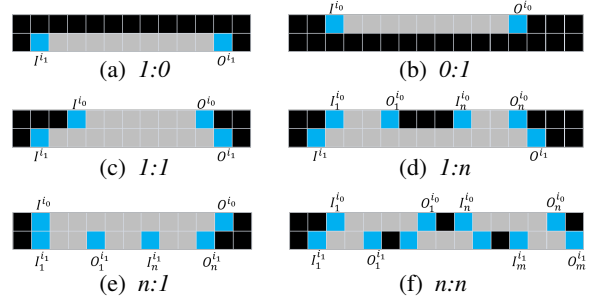 I^{i_0} O^{i_0}
I^{i_1} O^{i_1}
(a) 1:0 (b) 0:1
I^{i_0} O^{i_0} I_1^{i_0} O_1^{i_0} I_n^{i_0} O_n^{i_0}
I^{i_1} O^{i_1} I^{i_1} O^{i_1}
(c) 1:1 (d) 1:n
I^{i_0} O^{i_0} I_1^{i_0} O_1^{i_0} I_n^{i_0} O_n^{i_0}
I_1^{i_1} O_1^{i_1} I_n^{i_1} O_n^{i_1} I_1^{i_1} O_1^{i_1} I_m^{i_1} O_m^{i_1}
(e) n:1 (f) n:n